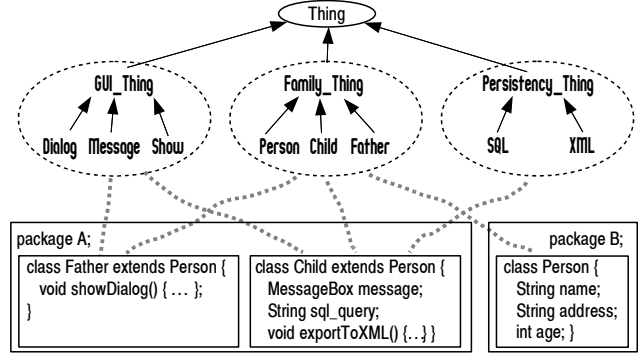 Thing
GUI_Thing Family_Thing Persistency_Thing
Dialog Message Show Person Child Father SQL XML
package A;
class Father extends Person {
void showDialog() { ... };
}
class Child extends Person {
MessageBox message;
String sql_query;
void exportToXML() {...} }
package B;
class Person {
String name;
String address;
int age; }